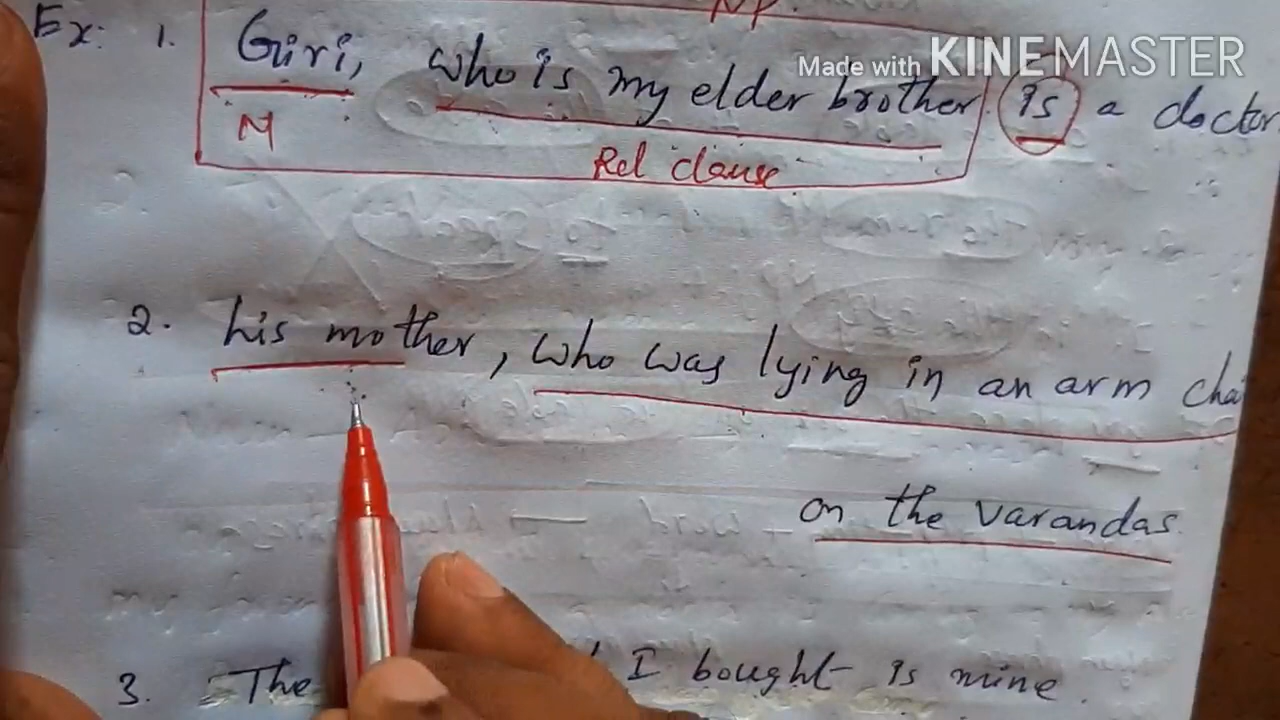 NP.
Made with KINEMASTER
Ex: 1. Giri, who is my elder brother is a doctor
N
Rel clause
2. his mother, who was lying in an arm
on the varandas
3. The I bought is mine.